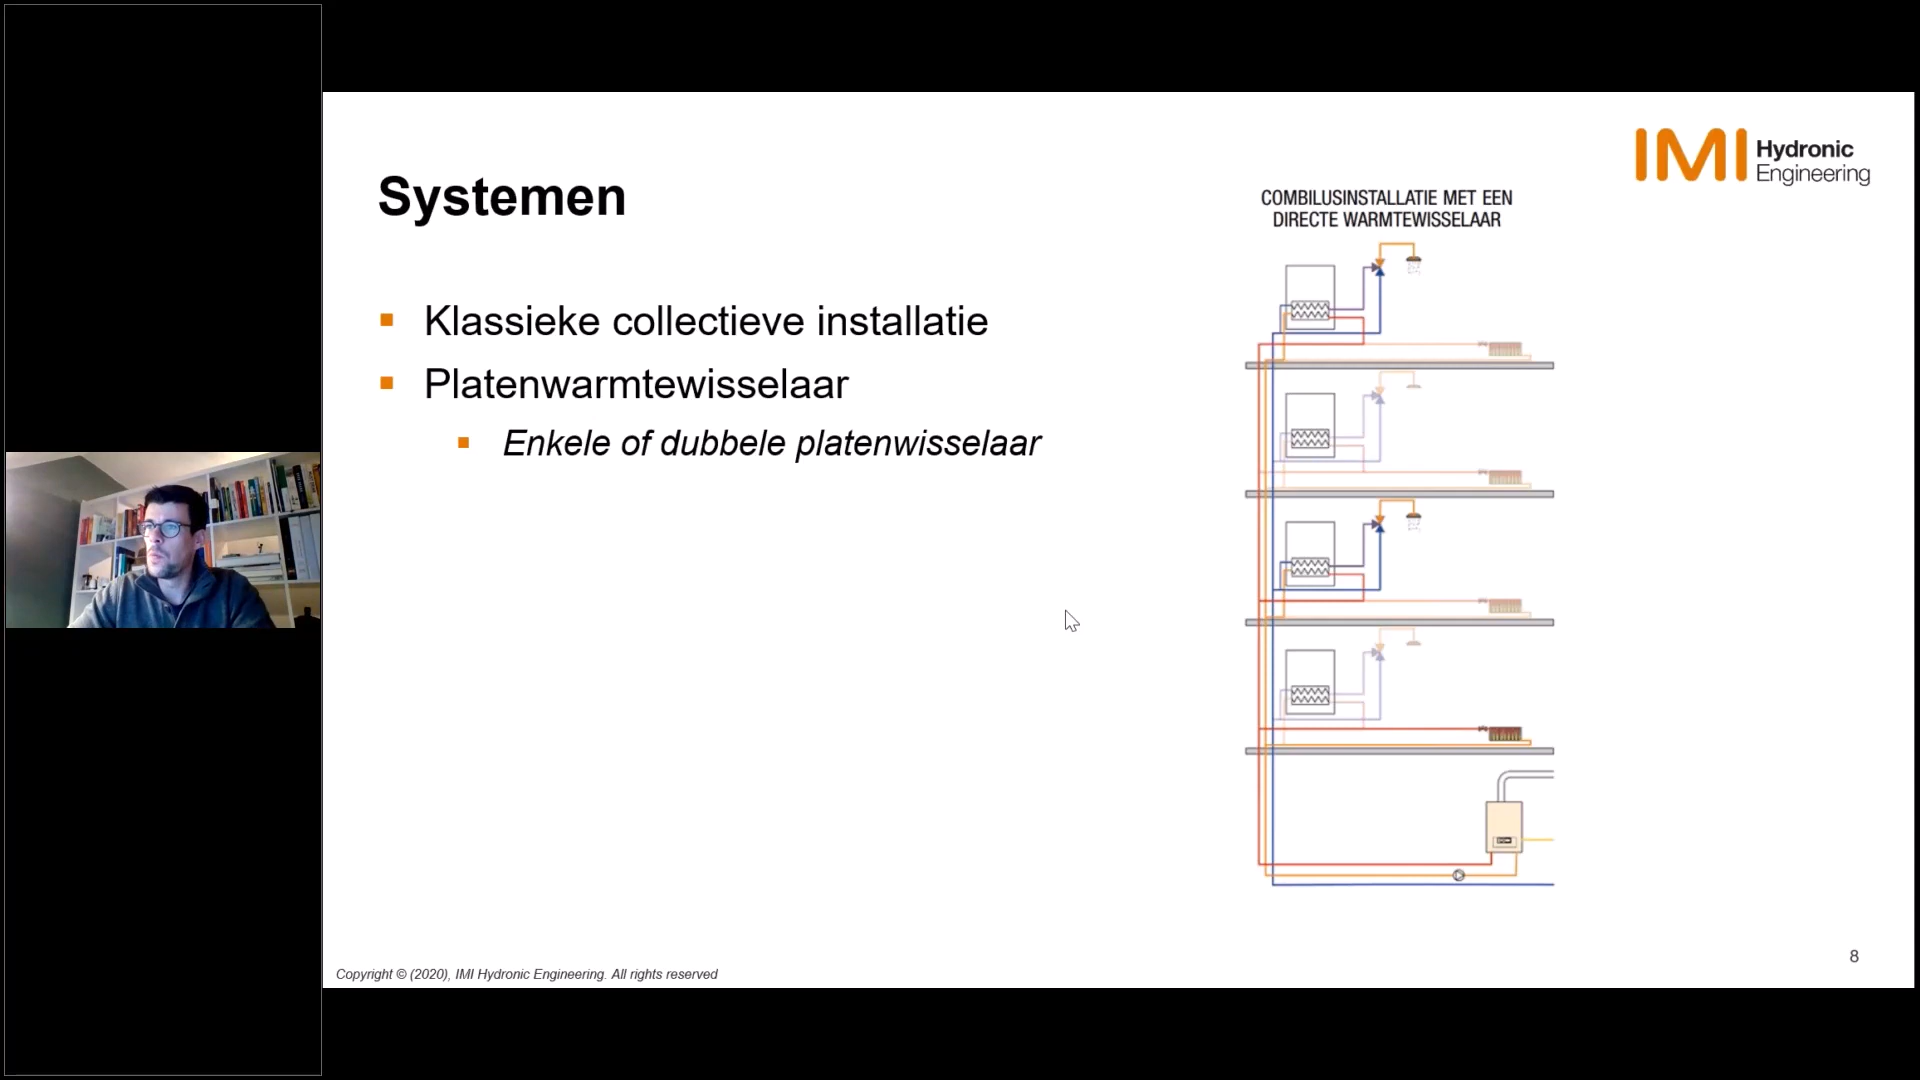 IMI Hydronic
Engineering
Systemen
COMBILUSINSTALLATIE MET EEN
DIRECTE WARMTEWISSELAAR
Klassieke collectieve installatie
Platenwarmtewisselaar
Enkele of dubbele platenwisselaar
8
Copyright © (2020), IMI Hydronic Engineering. All rights reserved